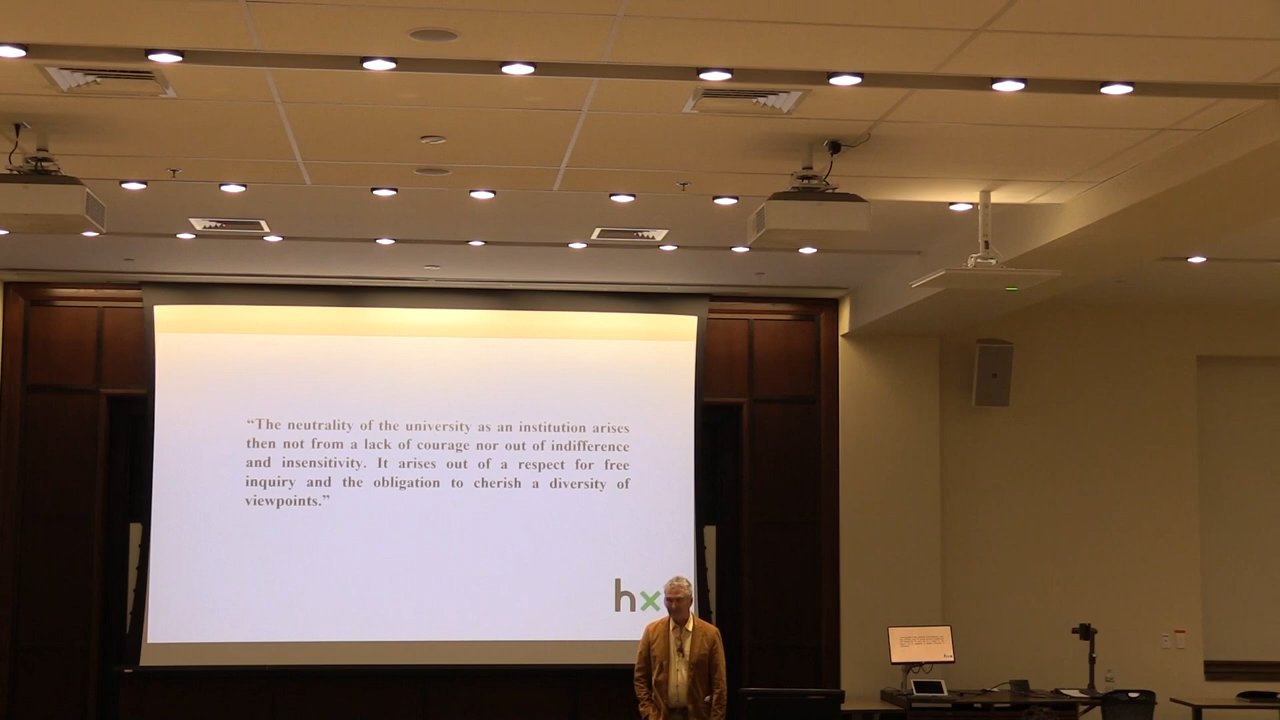 “The neutrality of the university as an institution arises
then not from a lack of courage nor out of indifference
and insensitivity. It arises out of a respect for free
inquiry and the obligation to cherish a diversity of
viewpoints.”
hx